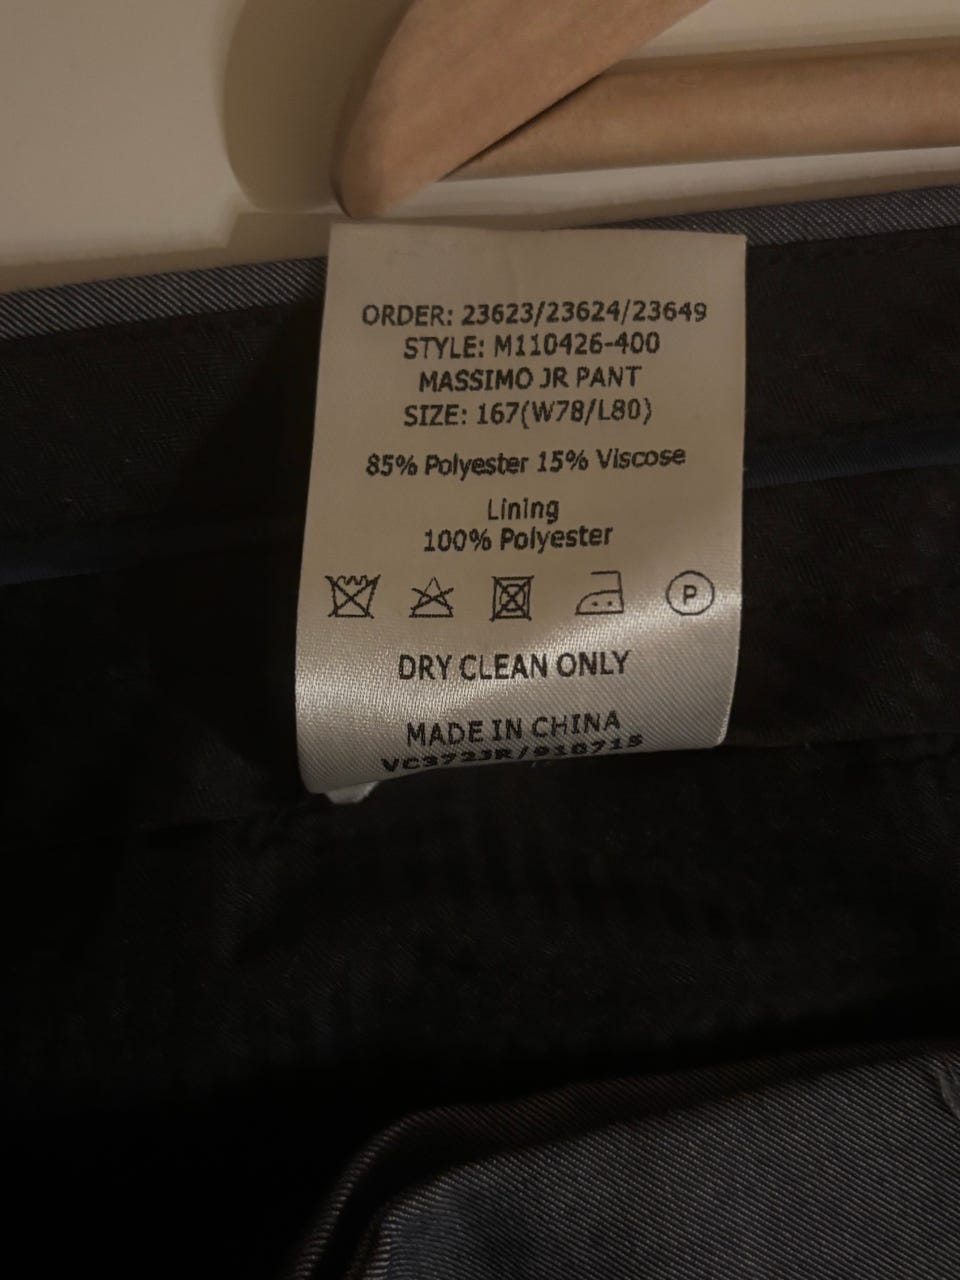 ORDER: 23623/23624/23649
STYLE: M110426-400
MASSIMO JR PANT
SIZE: 167(W78/L80)
85% Polyester 15% Viscose
Lining
100% Polyester
P
DRY CLEAN ONLY
MADE IN CHINA